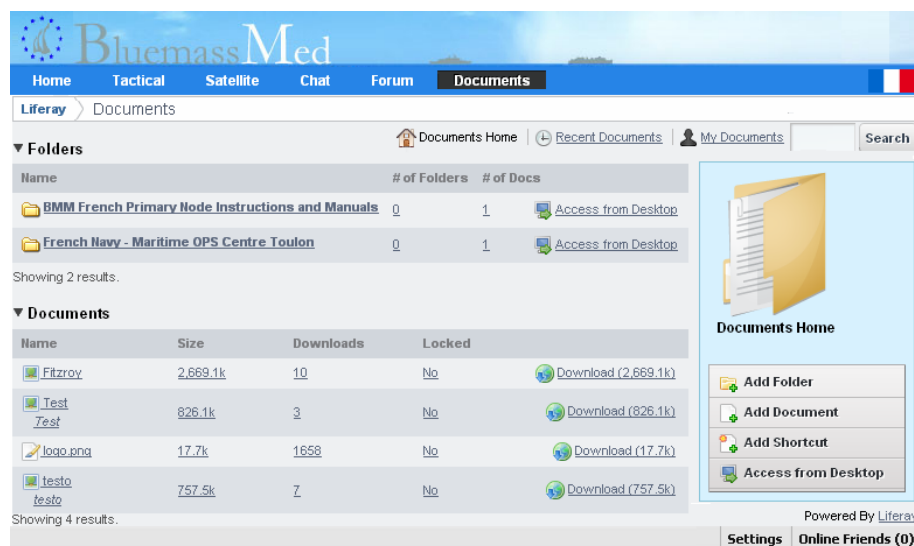 BluemassMed
Home Tactical Satellite Chat Forum Documents
Liferay Documents
Documents Home Recent Documents My Documents Search
Folders
Name # of Folders # of Docs
BMM French Primary Node Instructions and Manuals 0 1 Access from Desktop
French Navy - Maritime OPS Centre Toulon 0 1 Access from Desktop
Showing 2 results.
Documents
Name Size Downloads Locked
Fitzroy 2,669.1k 10 No Download (2,669.1k)
Test
Test 826.1k 3 No Download (826.1k)
logo.png 17.7k 1658 No Download (17.7k)
testo
testo 757.5k 7 No Download (757.5k)
Showing 4 results.
Documents Home
Add Folder
Add Document
Add Shortcut
Access from Desktop
Powered By Liferay
Settings Online Friends (0)